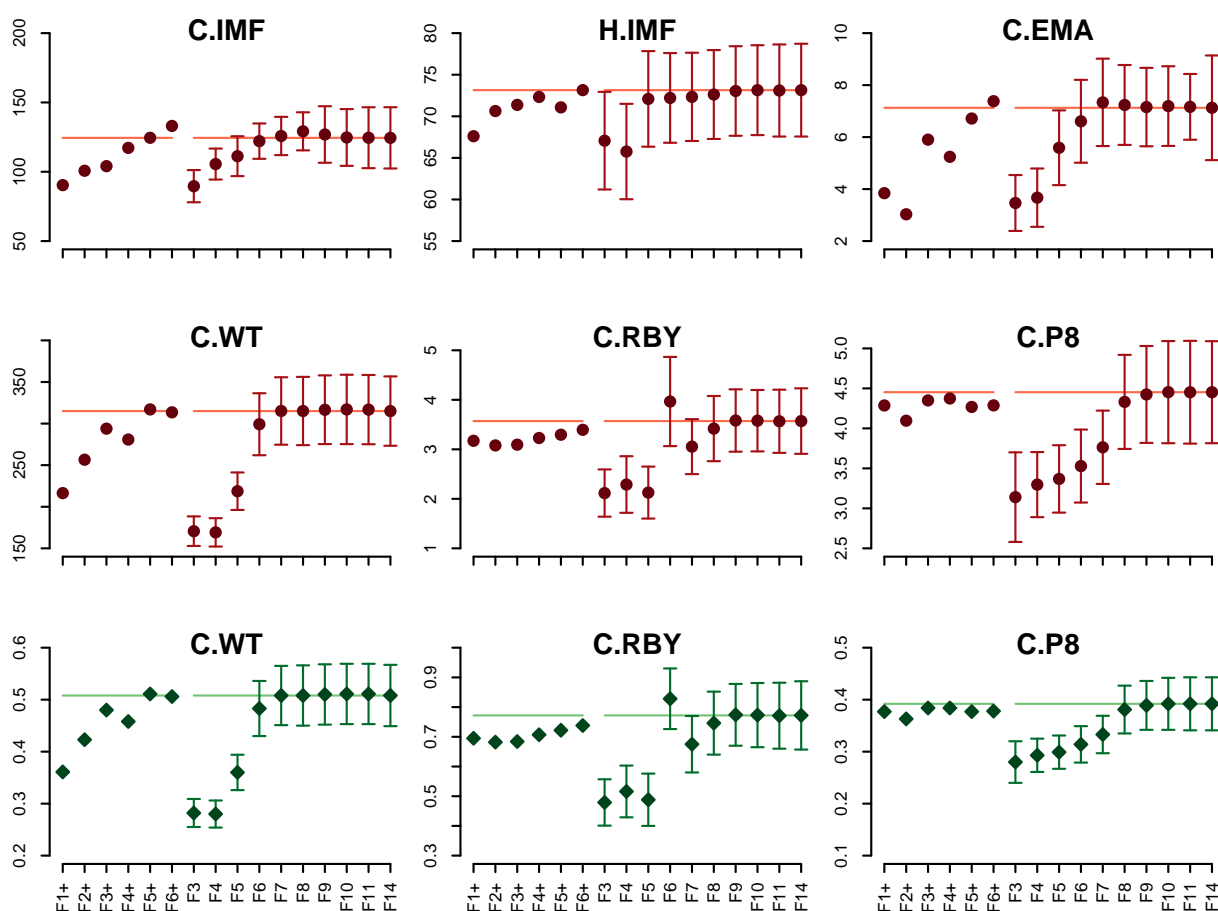 C.IMF
H.IMF
C.EMA
50 100 150 200
55 60 65 70 75 80
2 4 6 8 10
C.WT
C.RBY
C.P8
150 250 350
1 2 3 4 5
2.5 3.0 3.5 4.0 4.5 5.0
C.WT
C.RBY
C.P8
0.2 0.3 0.4 0.5 0.6
0.3 0.5 0.7 0.9
0.1 0.2 0.3 0.4 0.5
F1+ F2+ F3+ F4+ F5+ F6+ F3 F4 F5 F6 F7 F8 F9 F10 F11 F14
F1+ F2+ F3+ F4+ F5+ F6+ F3 F4 F5 F6 F7 F8 F9 F10 F11 F14
F1+ F2+ F3+ F4+ F5+ F6+ F3 F4 F5 F6 F7 F8 F9 F10 F11 F14